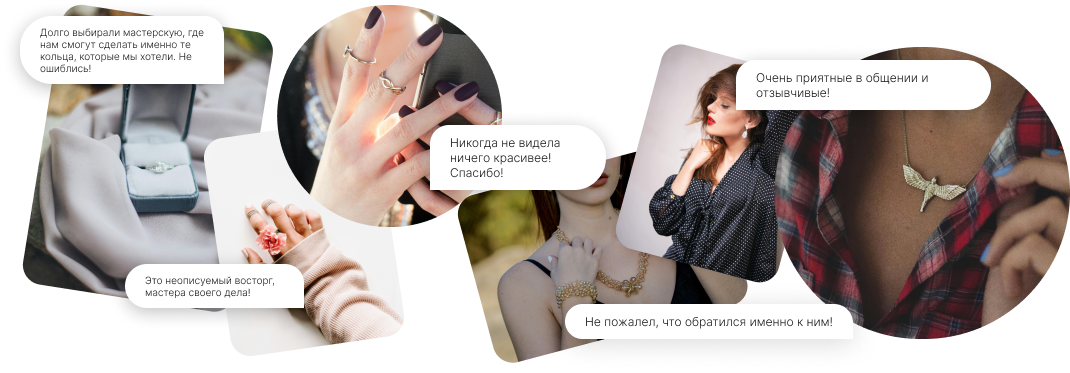 Долго выбирали мастерскую, где
нам смогут сделать именно те
кольца, которые мы хотели. Не
ошиблись!
Никогда не видела
ничего красивее!
Спасибо!
Очень приятные в общении и
отзывчивые!
Это неописуемый восторг,
мастера своего дела!
Не пожалел, что обратился именно к ним!